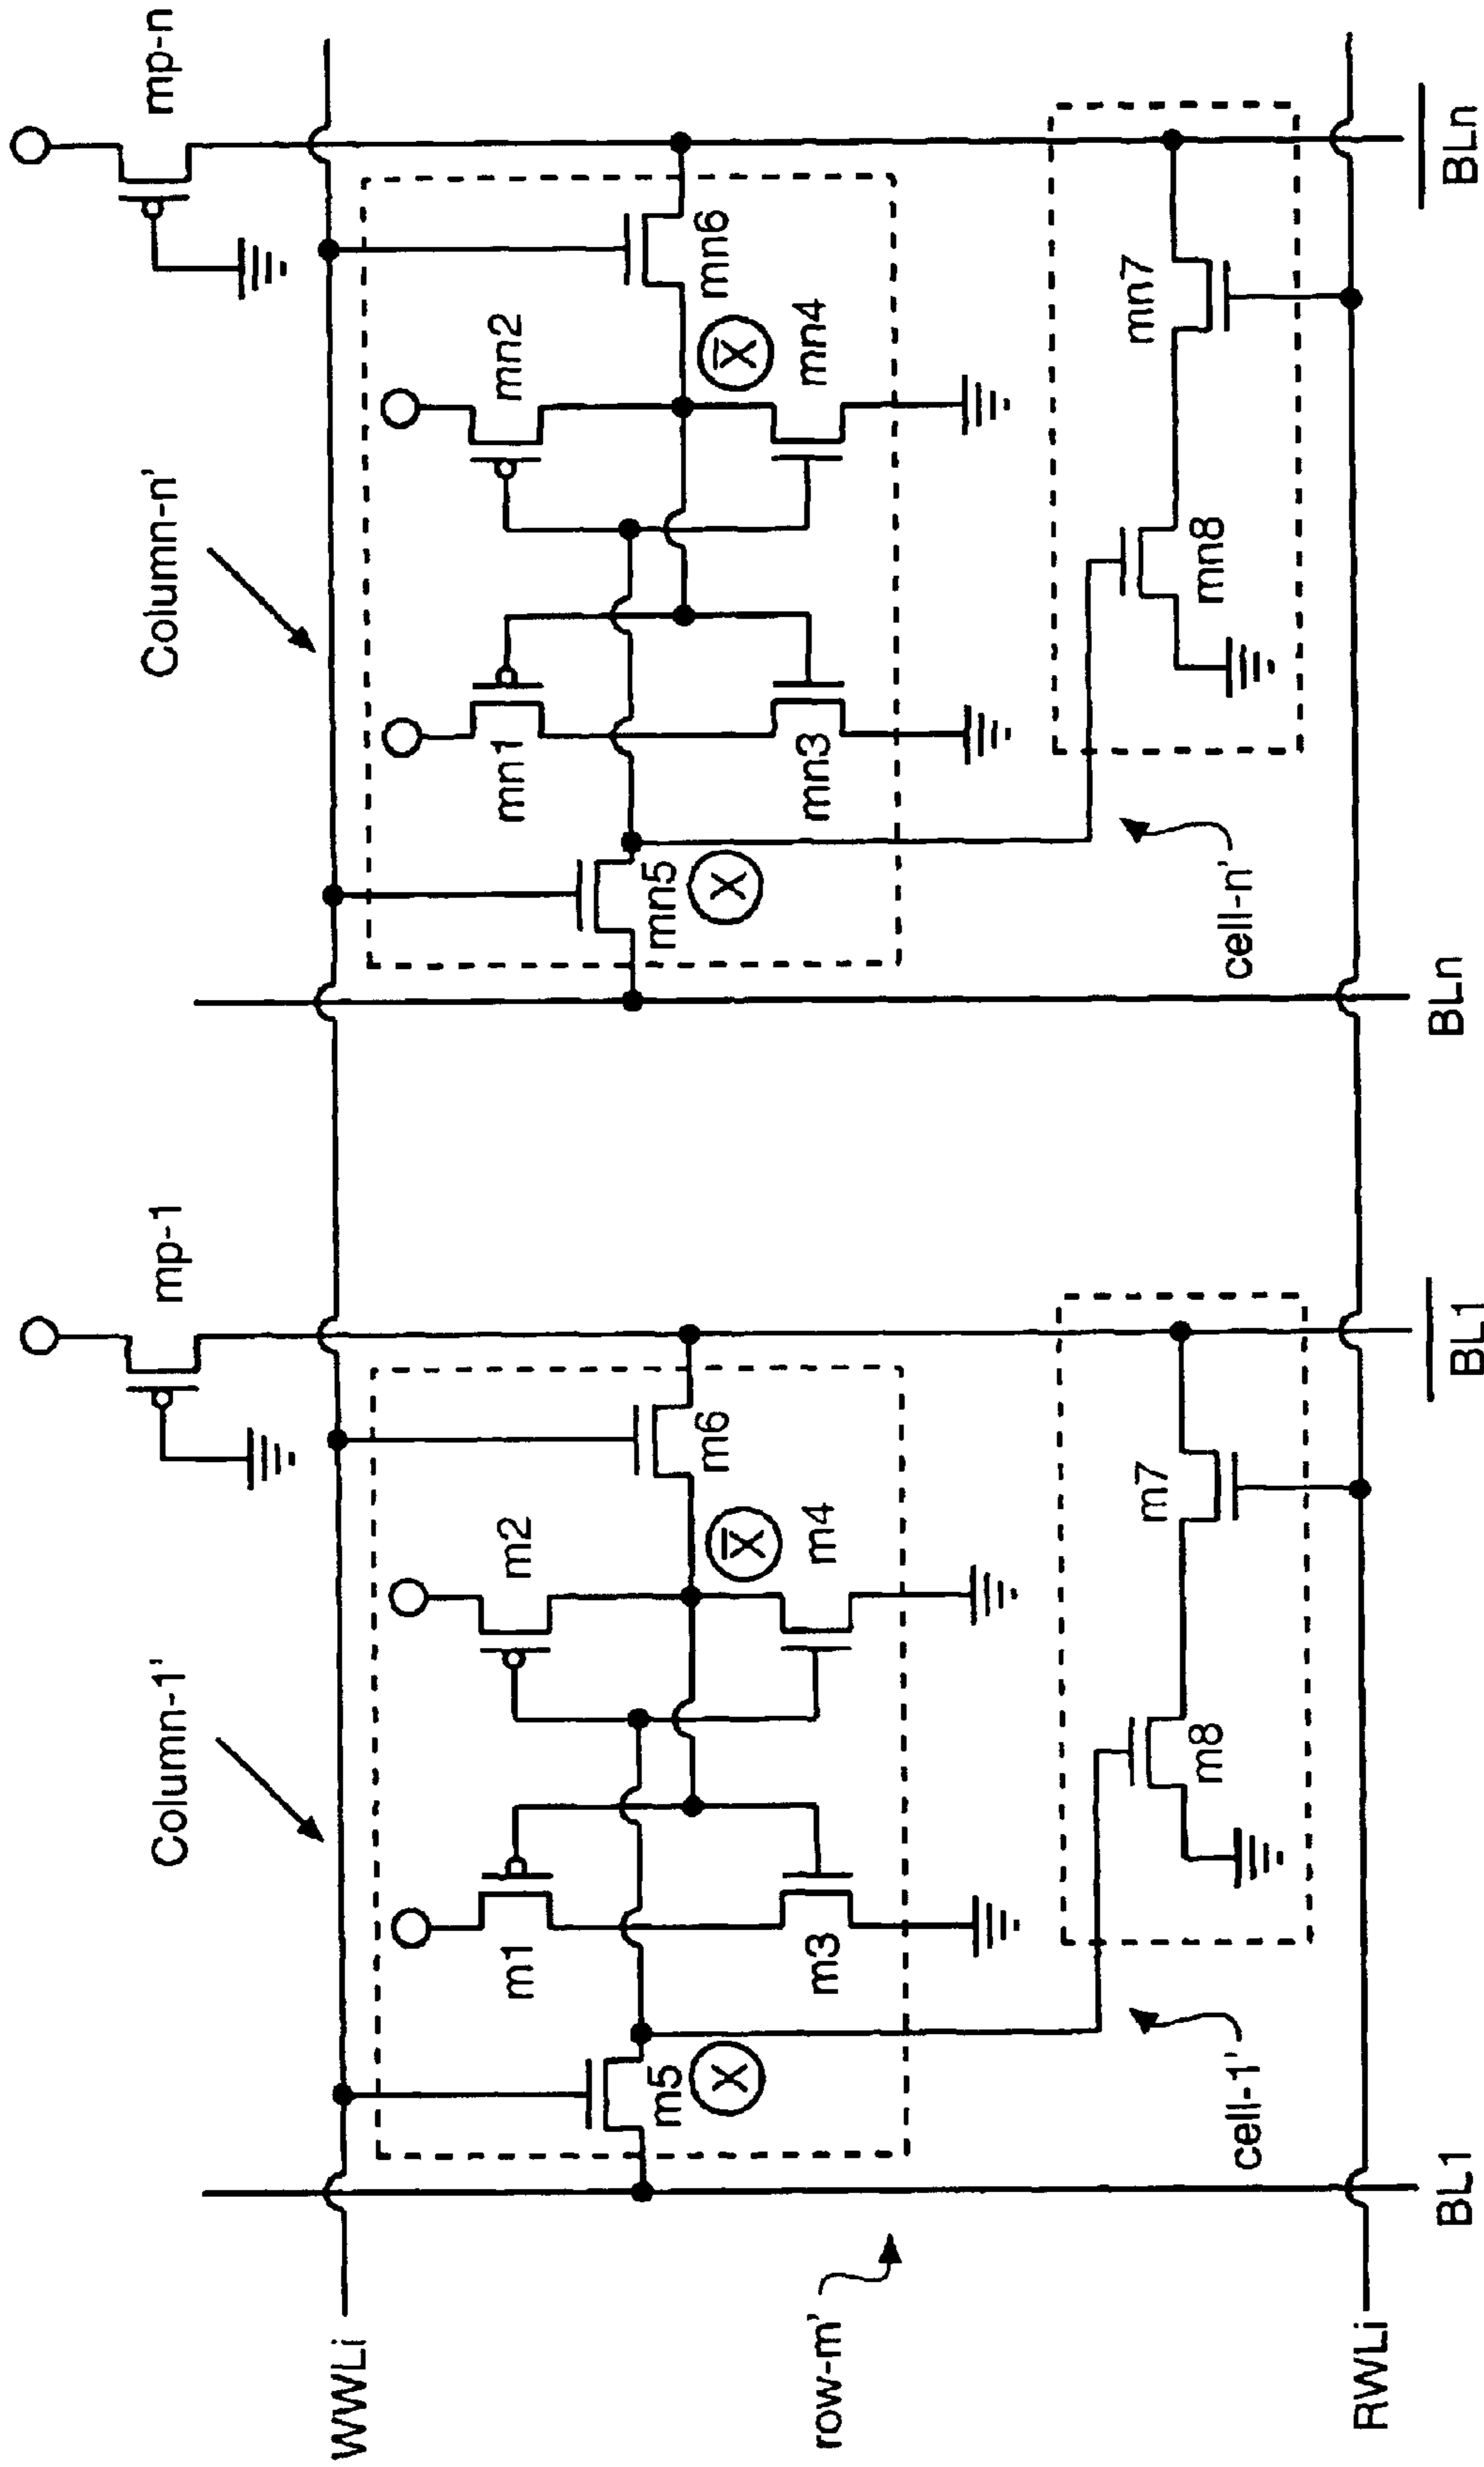 mp-1
mp-n
Column-1'
Column-n'
WWLi
m1
m2
mn1
mn2
m5
m6
mn5
mn6
X
X̅
X
X̅
m3
m4
mn3
mn4
row-m'
m8
m7
mn8
mn7
cell-1'
cell-n'
RWLi
BL1
B̅L̅1̅
BLn
B̅L̅n̅